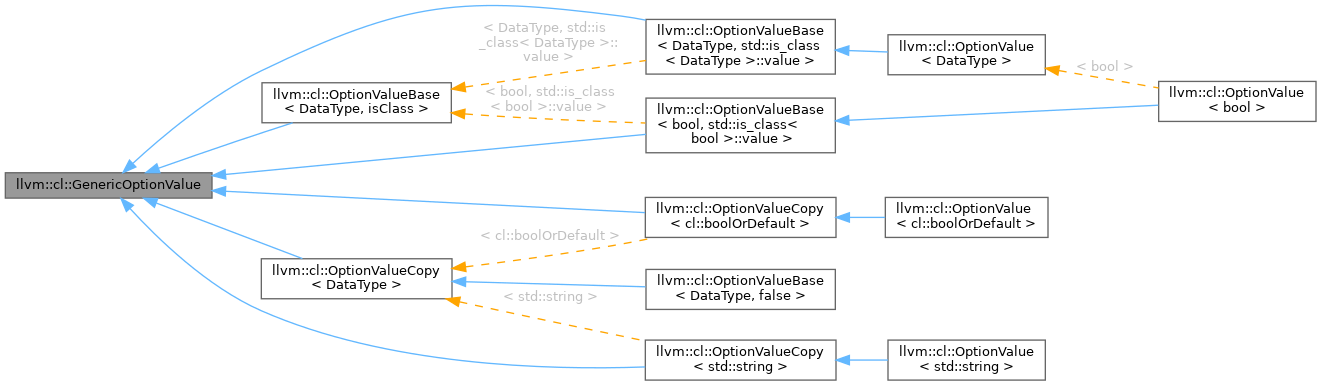 llvm::cl::GenericOptionValue
llvm::cl::OptionValueBase
< DataType, isClass >
llvm::cl::OptionValueCopy
< DataType >
< DataType, std::is
_class< DataType >::
value >
< bool, std::is_class
< bool >::value >
< cl::boolOrDefault >
< std::string >
llvm::cl::OptionValueBase
< DataType, std::is_class
< DataType >::value >
llvm::cl::OptionValueBase
< bool, std::is_class<
bool >::value >
llvm::cl::OptionValueCopy
< cl::boolOrDefault >
llvm::cl::OptionValueBase
< DataType, false >
llvm::cl::OptionValueCopy
< std::string >
llvm::cl::OptionValue
< DataType >
llvm::cl::OptionValue
< cl::boolOrDefault >
llvm::cl::OptionValue
< std::string >
< bool >
llvm::cl::OptionValue
< bool >